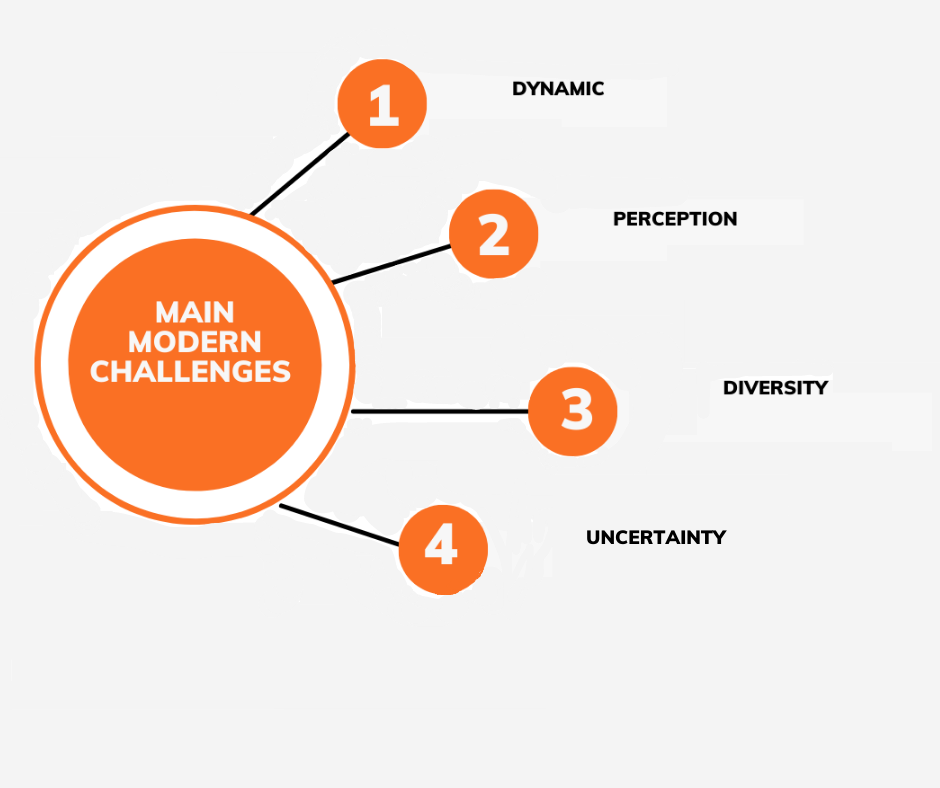 MAIN
MODERN
CHALLENGES
1
DYNAMIC
2
PERCEPTION
3
DIVERSITY
4
UNCERTAINTY